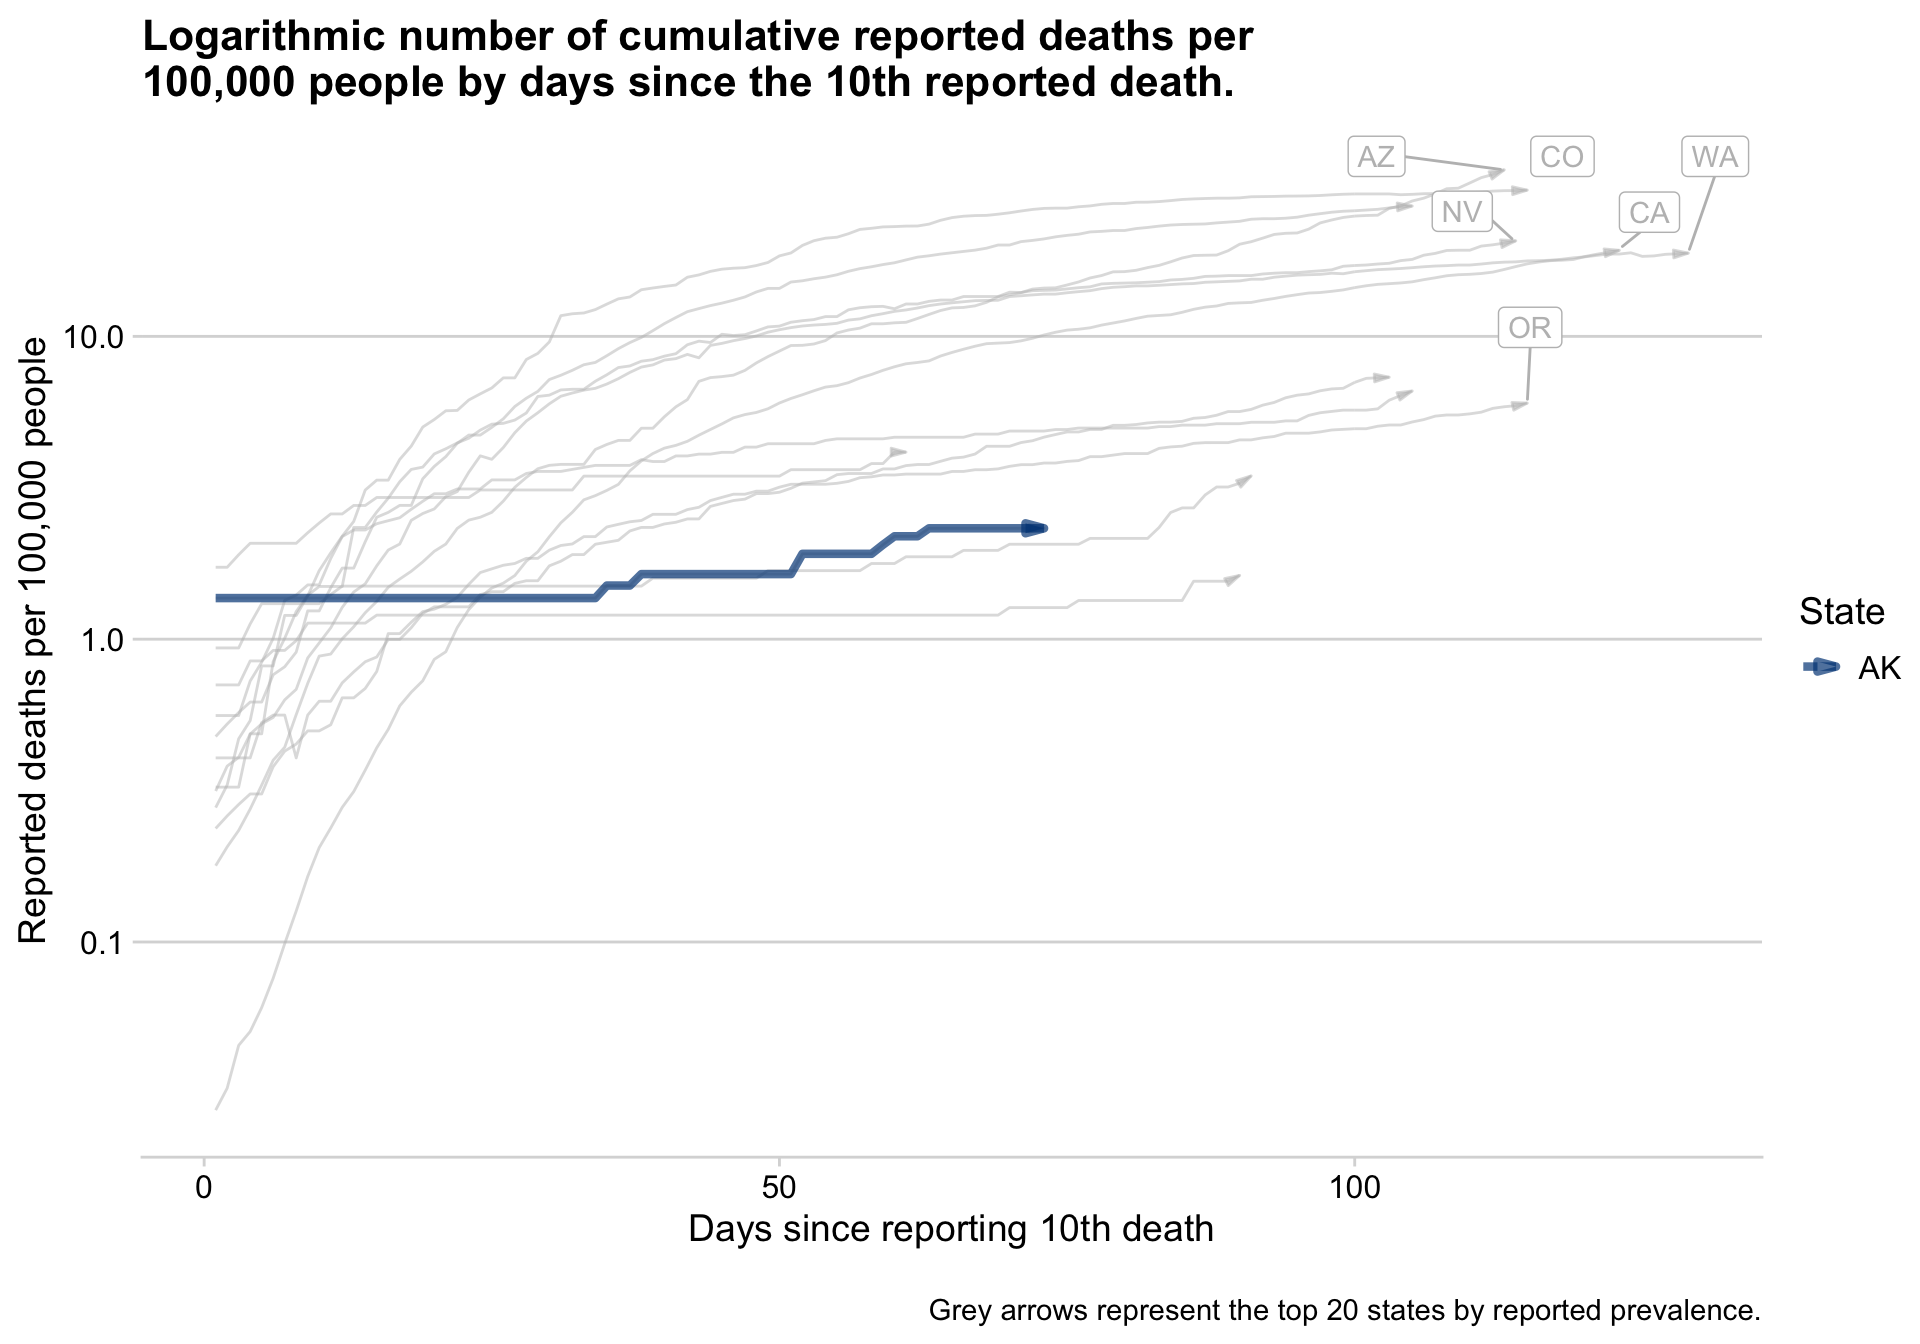 Logarithmic number of cumulative reported deaths per
100,000 people by days since the 10th reported death.
AZ
CO
WA
NV
CA
OR
10.0
1.0
0.1
Reported deaths per 100,000 people
0
50
100
Days since reporting 10th death
State
AK
Grey arrows represent the top 20 states by reported prevalence.